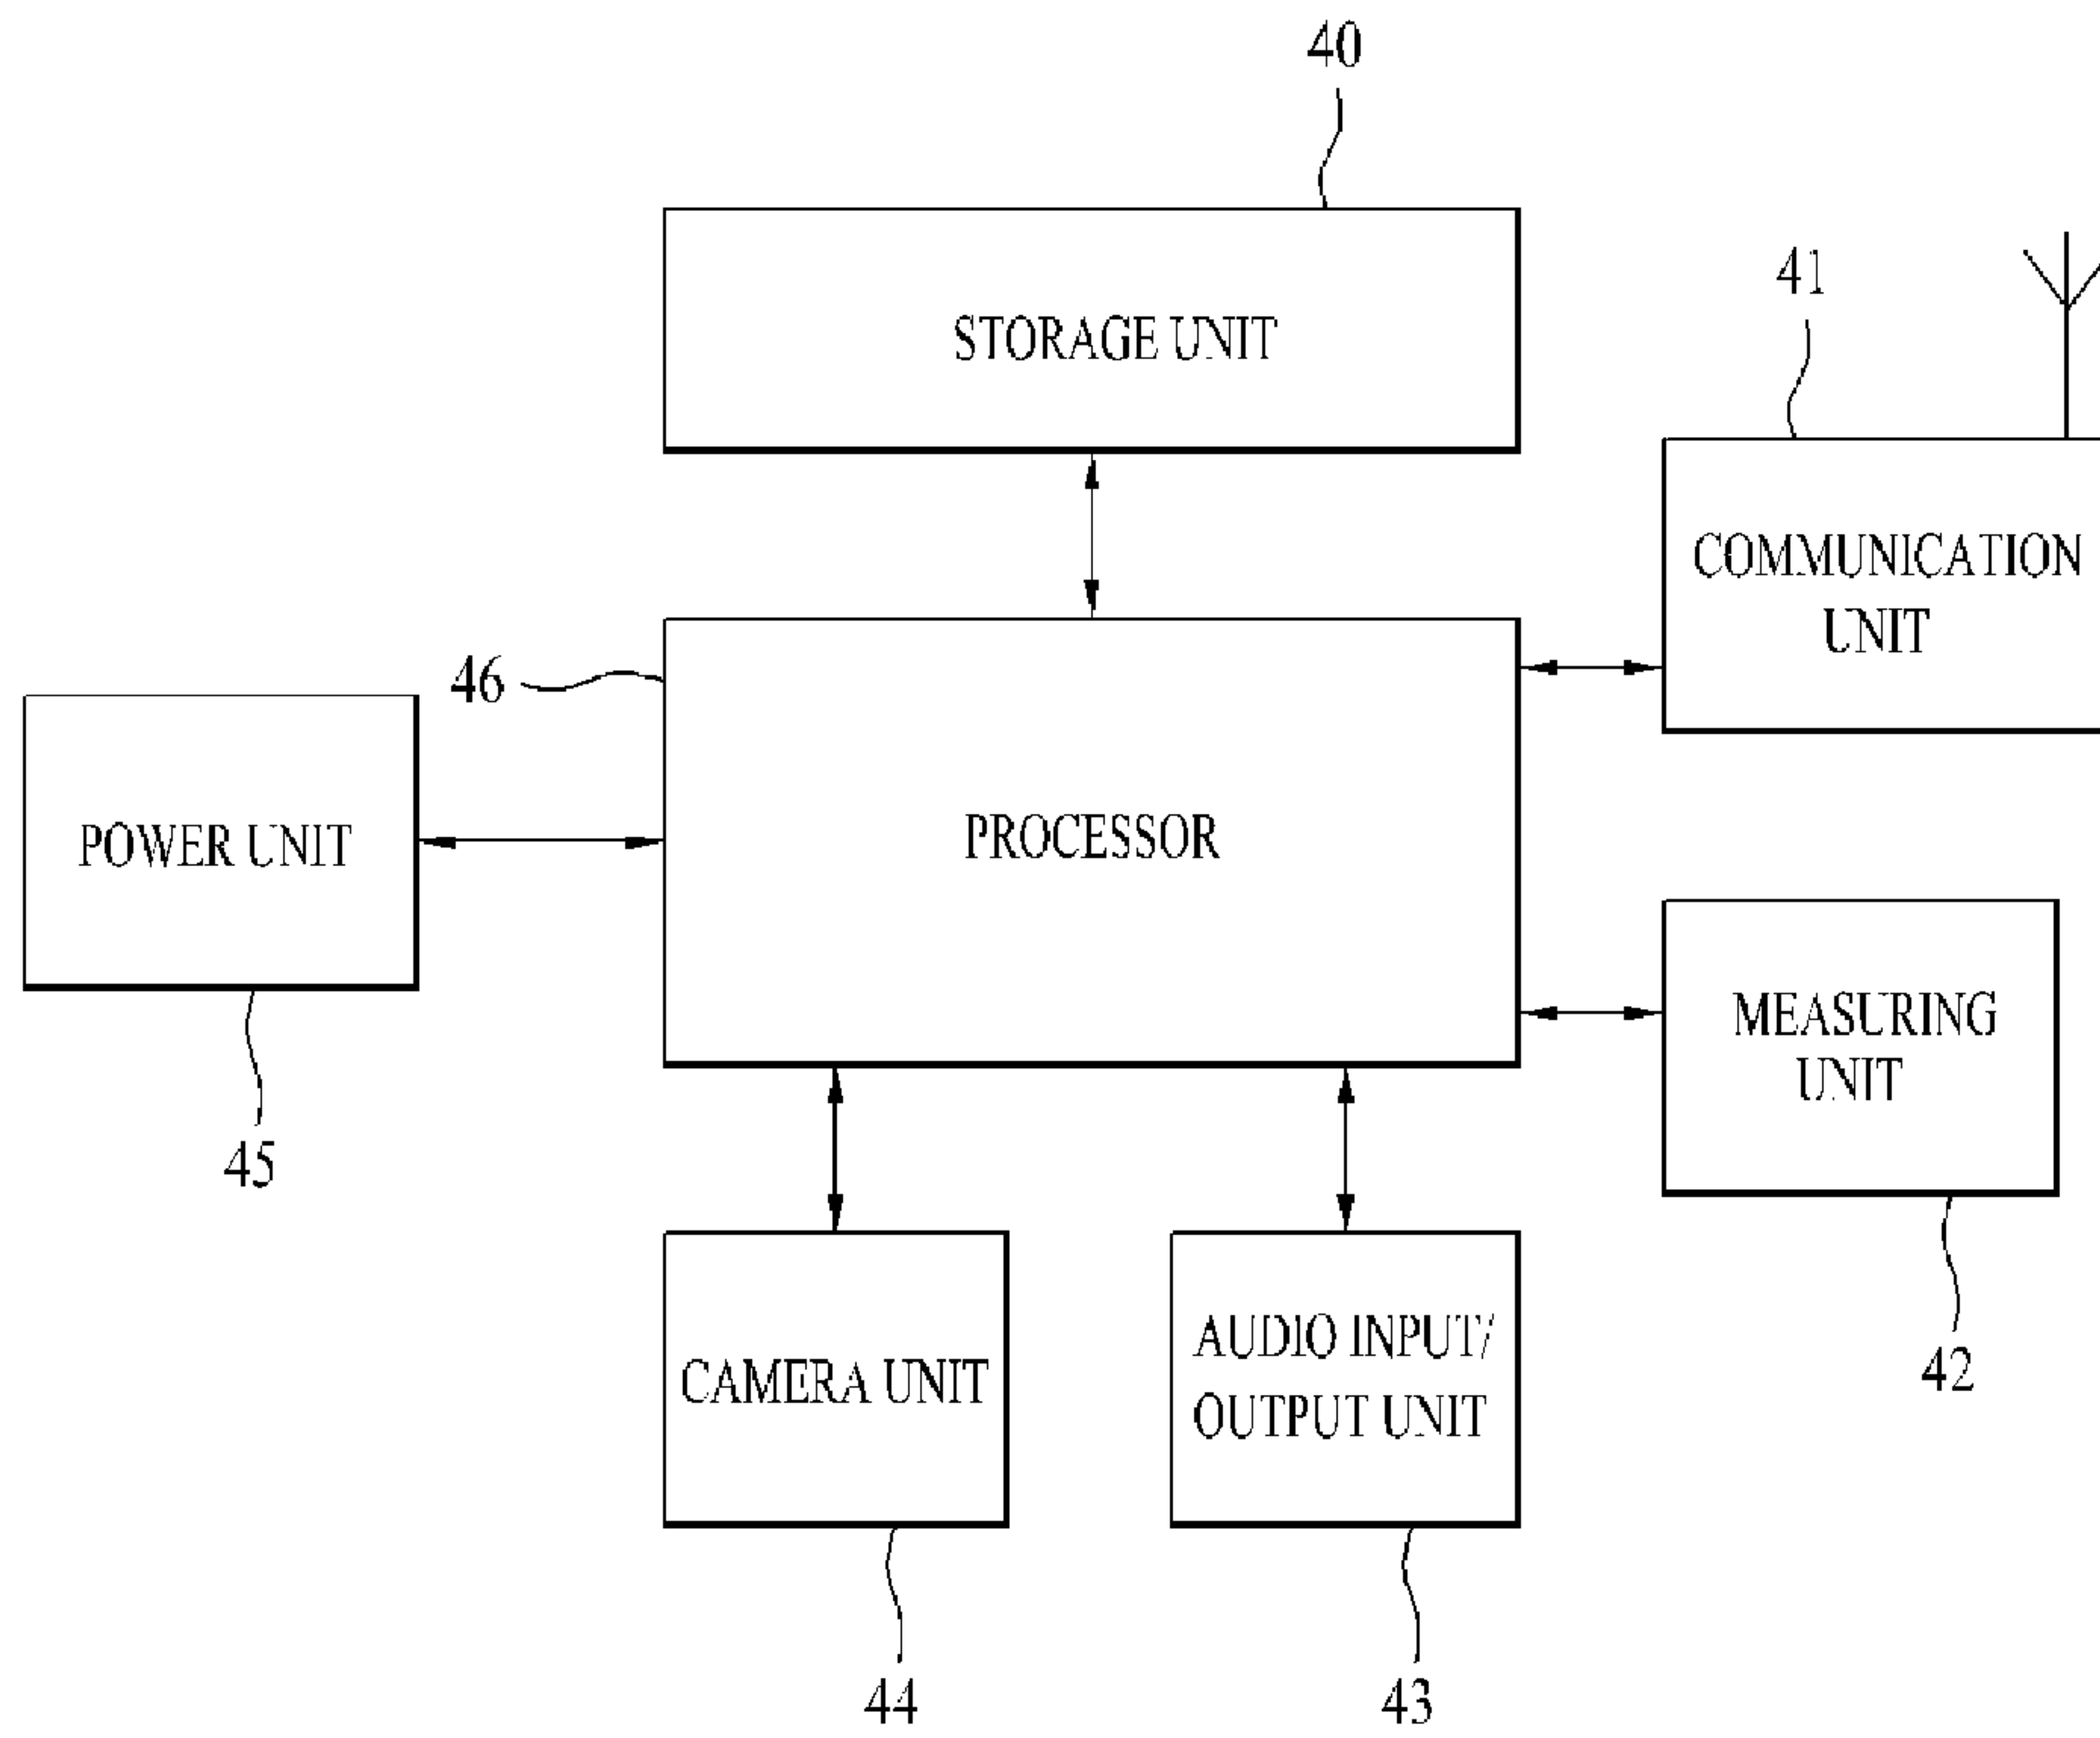 40
STORAGE UNIT
41
COMMUNICATION
UNIT
46
PROCESSOR
POWER UNIT
45
MEASURING
UNIT
42
CAMERA UNIT
44
AUDIO INPUT/
OUTPUT UNIT
43